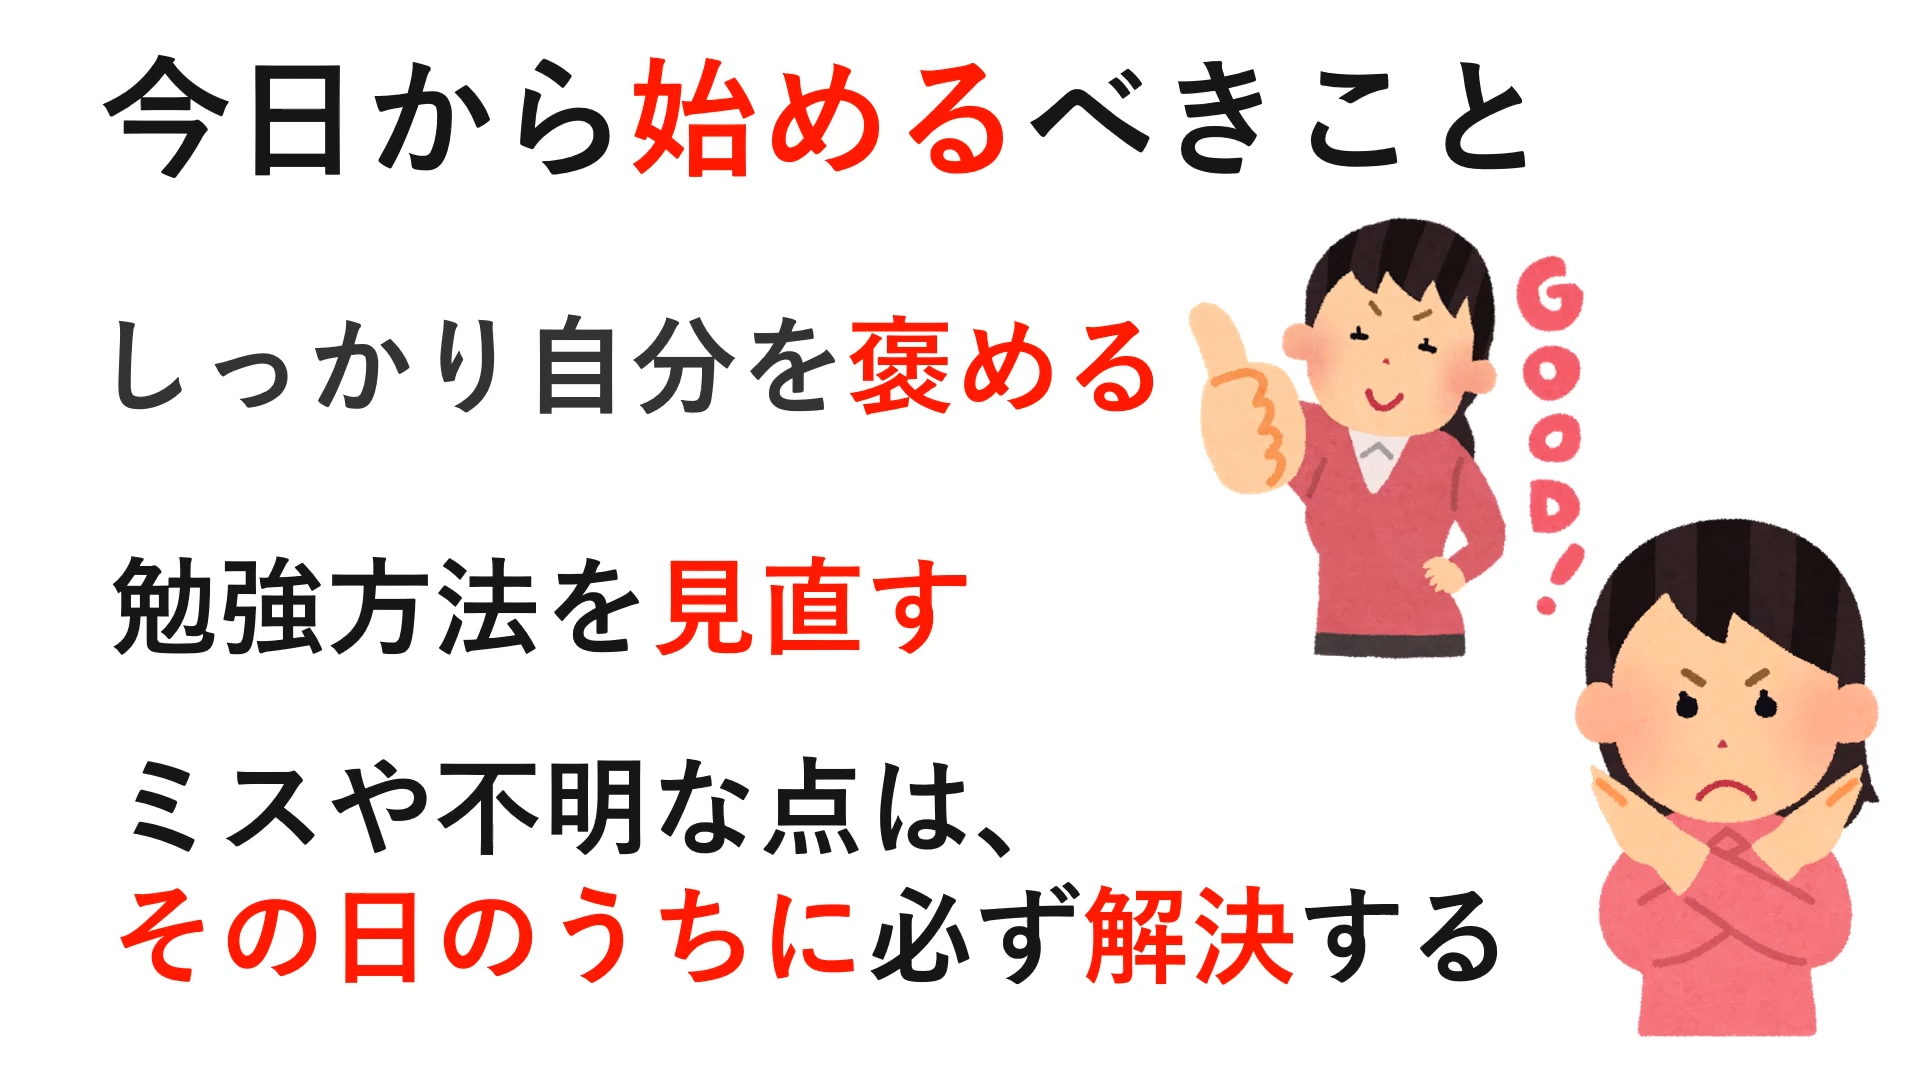 今日から始めるべきこと
しっかり自分を褒める
GOOD!
勉強方法を見直す
ミスや不明な点は、
その日のうちに必ず解決する